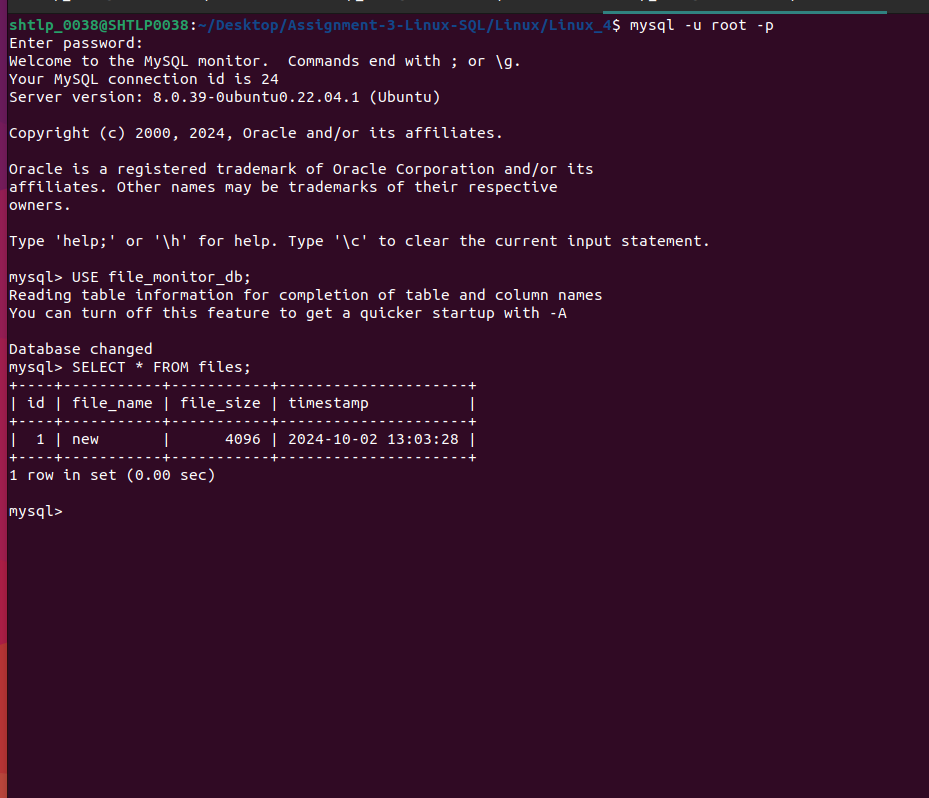 shtlp_0038@SHTLP0038:~/Desktop/Assignment-3-Linux-SQL/Linux/Linux_4$ mysql -u root -p
Enter password:
Welcome to the MySQL monitor.  Commands end with ; or \g.
Your MySQL connection id is 24
Server version: 8.0.39-0ubuntu0.22.04.1 (Ubuntu)

Copyright (c) 2000, 2024, Oracle and/or its affiliates.

Oracle is a registered trademark of Oracle Corporation and/or its
affiliates. Other names may be trademarks of their respective
owners.

Type 'help;' or '\h' for help. Type '\c' to clear the current input statement.

mysql> USE file_monitor_db;
Reading table information for completion of table and column names
You can turn off this feature to get a quicker startup with -A

Database changed
mysql> SELECT * FROM files;
+----+-----------+-----------+---------------------+
| id | file_name | file_size | timestamp           |
+----+-----------+-----------+---------------------+
|  1 | new       |      4096 | 2024-10-02 13:03:28 |
+----+-----------+-----------+---------------------+
1 row in set (0.00 sec)

mysql>